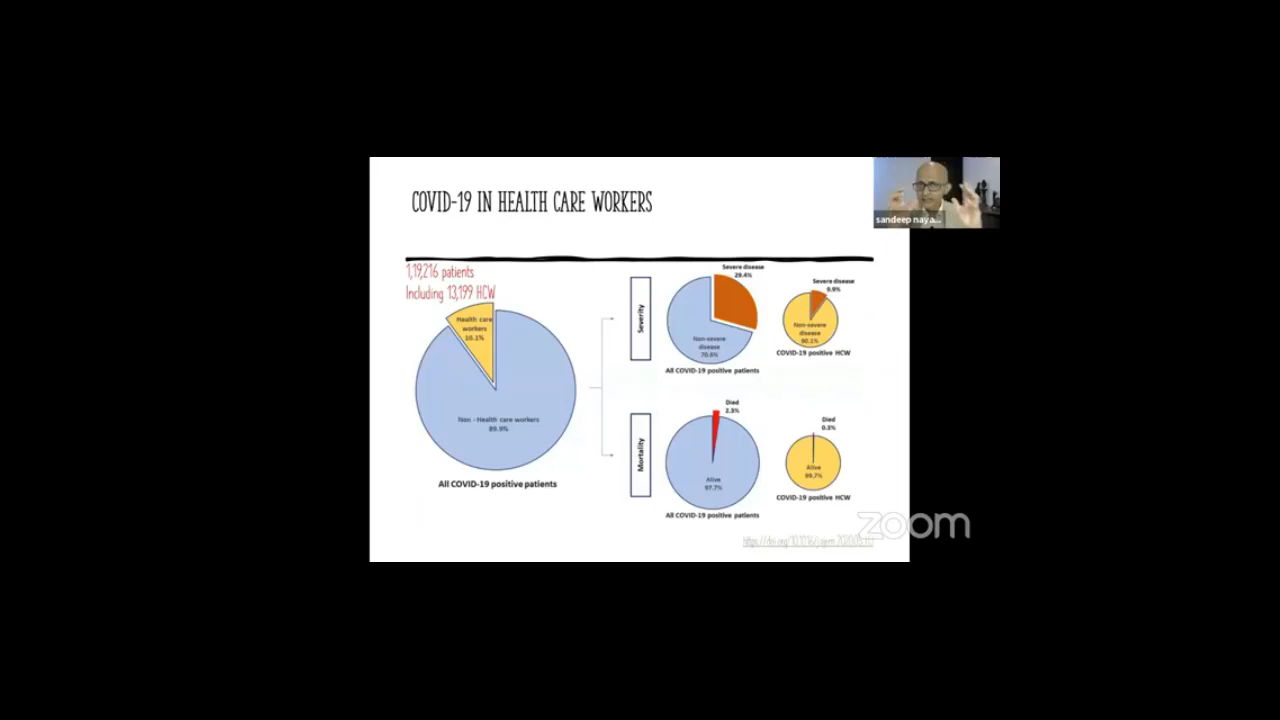 COVID-19 IN HEALTH CARE WORKERS
sandeep naya...
1,19,216 patients
Including 13,199 HCW
Health care
workers
10.1%
Non - Health care workers
89.9%
All COVID-19 positive patients
Severity
Severe disease
29.4%
Non-severe
disease
70.6%
All COVID-19 positive patients
Severe disease
9.9%
Non-severe
disease
90.1%
COVID-19 positive HCW
Mortality
Died
2.3%
Alive
97.7%
All COVID-19 positive patients
Died
0.3%
Alive
99.7%
COVID-19 positive HCW
zoom